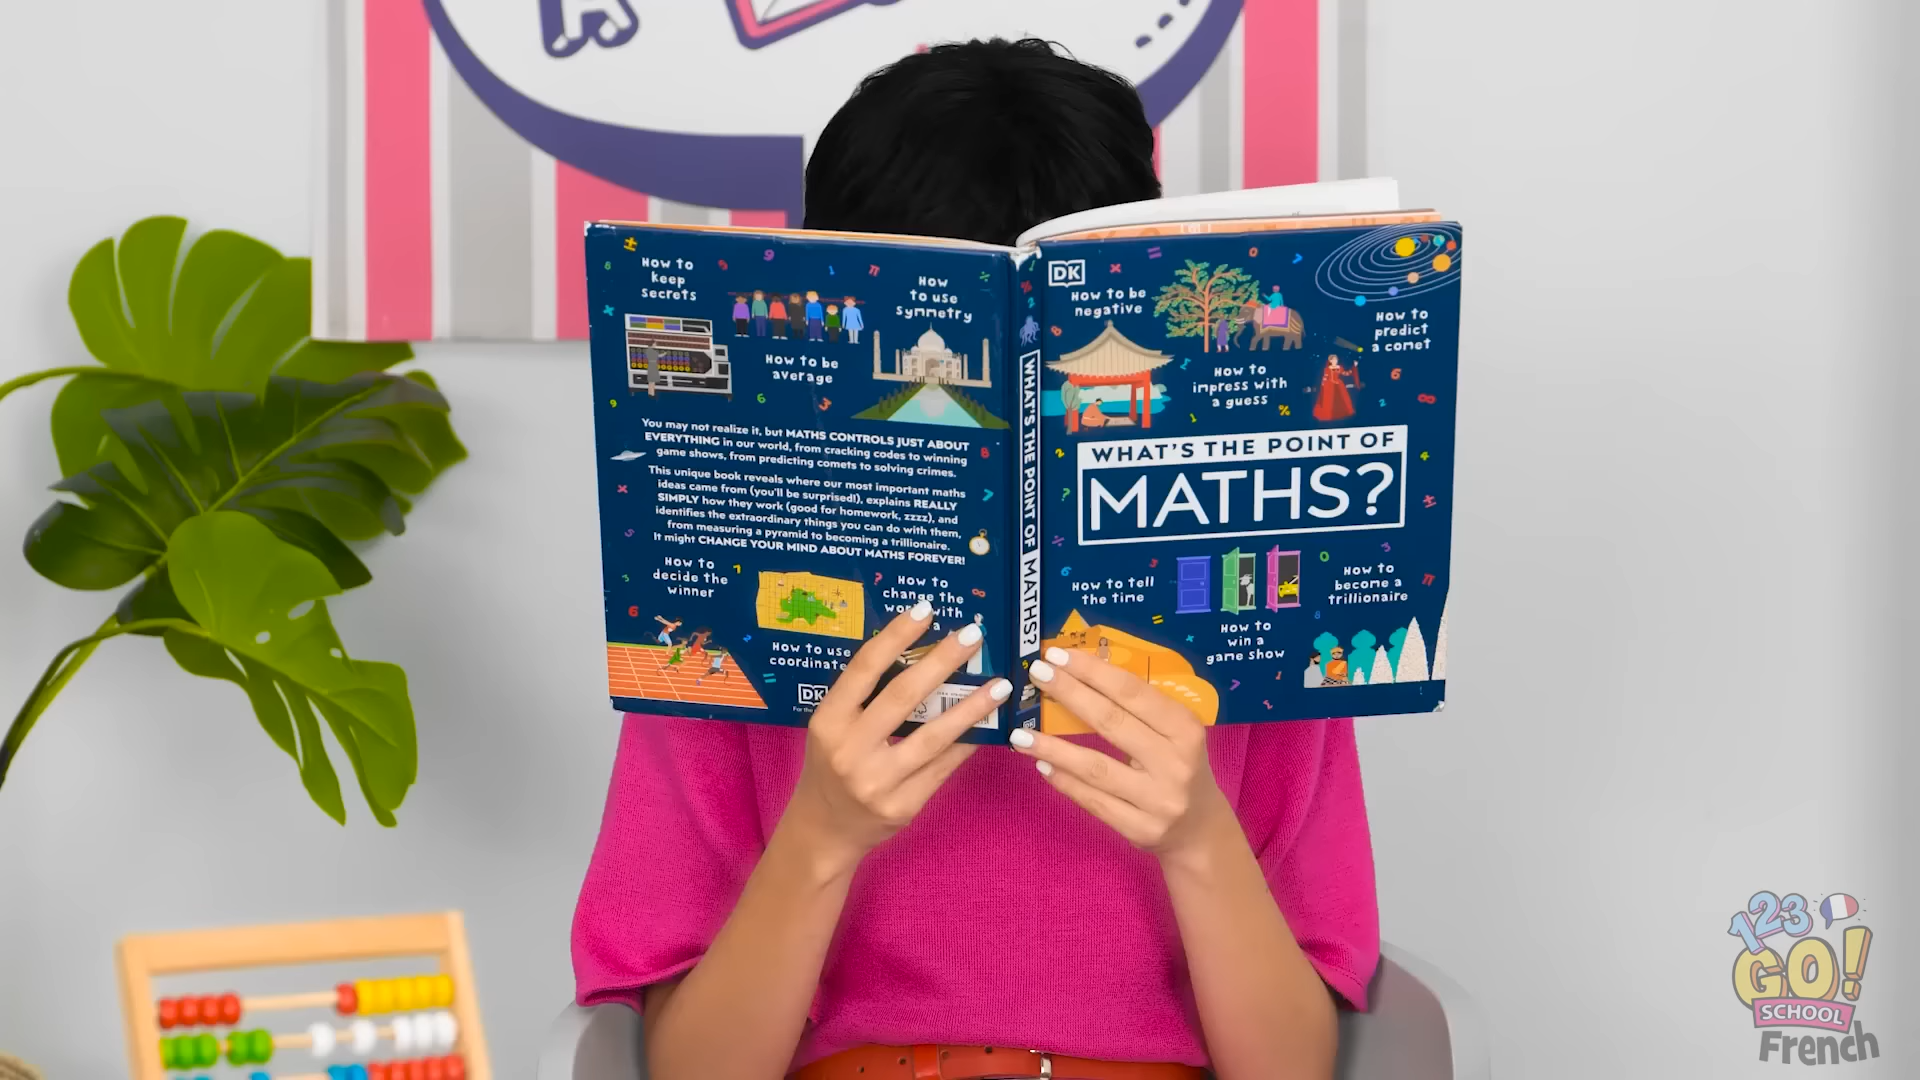 How to
keep
secrets
How
to use
symmetry
How to be
average
You may not realize it, but MATHS CONTROLS JUST ABOUT
EVERYTHING in our world, from cracking codes to winning
game shows, from predicting comets to solving crimes.
This unique book reveals where our most important maths
ideas came from (you'll be surprised!), explains REALLY
SIMPLY how they work (good for homework, zzzz), and
identifies the extraordinary things you can do with them,
from measuring a pyramid to becoming a trillionaire.
It might CHANGE YOUR MIND ABOUT MATHS FOREVER!
How to
decide the
winner
How to
change the
with
a
How to use
coordinate
DK
WHAT'S THE POINT OF MATHS?
DK
How to be
negative
How to
predict
a comet
How to
impress with
a guess
WHAT'S THE POINT OF
MATHS?
How to tell
the time
How to
become a
trillionaire
How to
win a
game show
123
GO!
SCHOOL
French